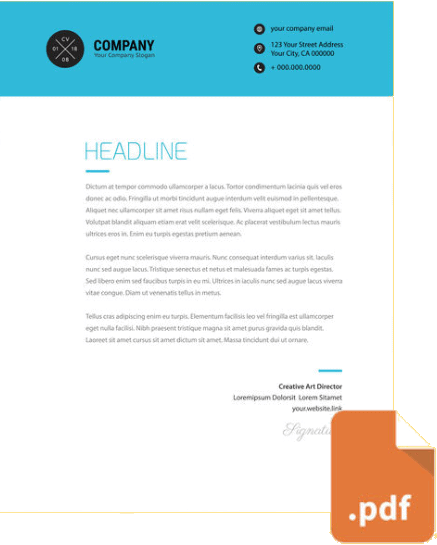 CV
01 18
08
COMPANY
Your Company Slogan
your company email
123 Your Street Address
Your City, CA 000000
+ 000.000.0000
HEADLINE
Dictum at tempor commodo ullamcorper a lacus. Tortor condimentum lacinia quis vel eros
donec ac odio. Fringilla ut morbi tincidunt augue interdum velit euismod in pellentesque.
Aliquet nec ullamcorper sit amet risus nullam eget felis. Viverra aliquet eget sit amet tellus.
Volutpat blandit aliquam etiam erat velit scelerisque. Ac placerat vestibulum lectus mauris
ultrices eros in. Enim eu turpis egestas pretium aenean.
Cursus eget nunc scelerisque viverra mauris. Nunc consequat interdum varius sit. Iaculis
nunc sed augue lacus. Tristique senectus et netus et malesuada fames ac turpis egestas.
Sed libero enim sed faucibus turpis in eu mi. Ultrices in iaculis nunc sed augue lacus viverra
vitae congue. Diam ut venenatis tellus in metus.
Tellus cras adipiscing enim eu turpis. Elementum facilisis leo vel fringilla est ullamcorper
eget nulla facilisi. Nibh praesent tristique magna sit amet purus gravida quis blandit.
Laoreet sit amet cursus sit amet dictum sit amet. Massa tincidunt dui ut ornare.
Creative Art Director
Loremipsum Dolorsit Lorem Sitamet
your.website.link
Signatu
.pdf